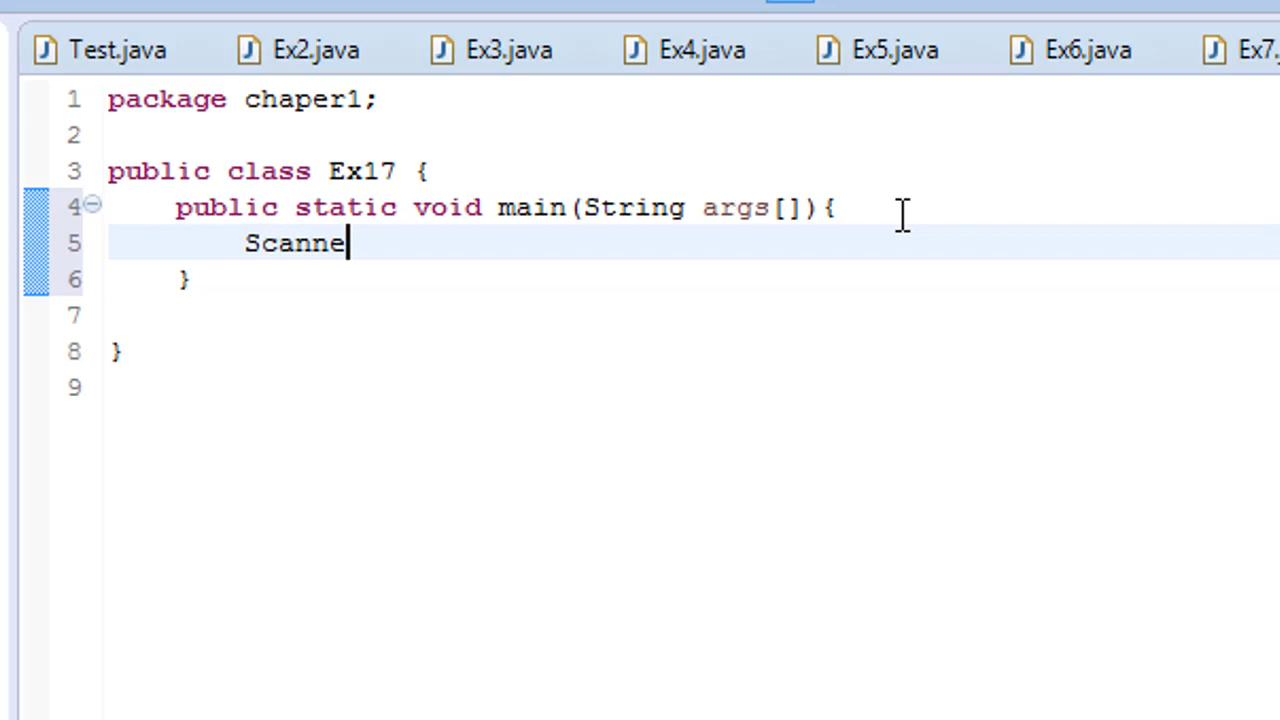 Test.java Ex2.java Ex3.java Ex4.java Ex5.java Ex6.java Ex7.
1 package chaper1;
2
3 public class Ex17 {
4 public static void main(String args[]){
5 Scanne
6 }
7
8 }
9